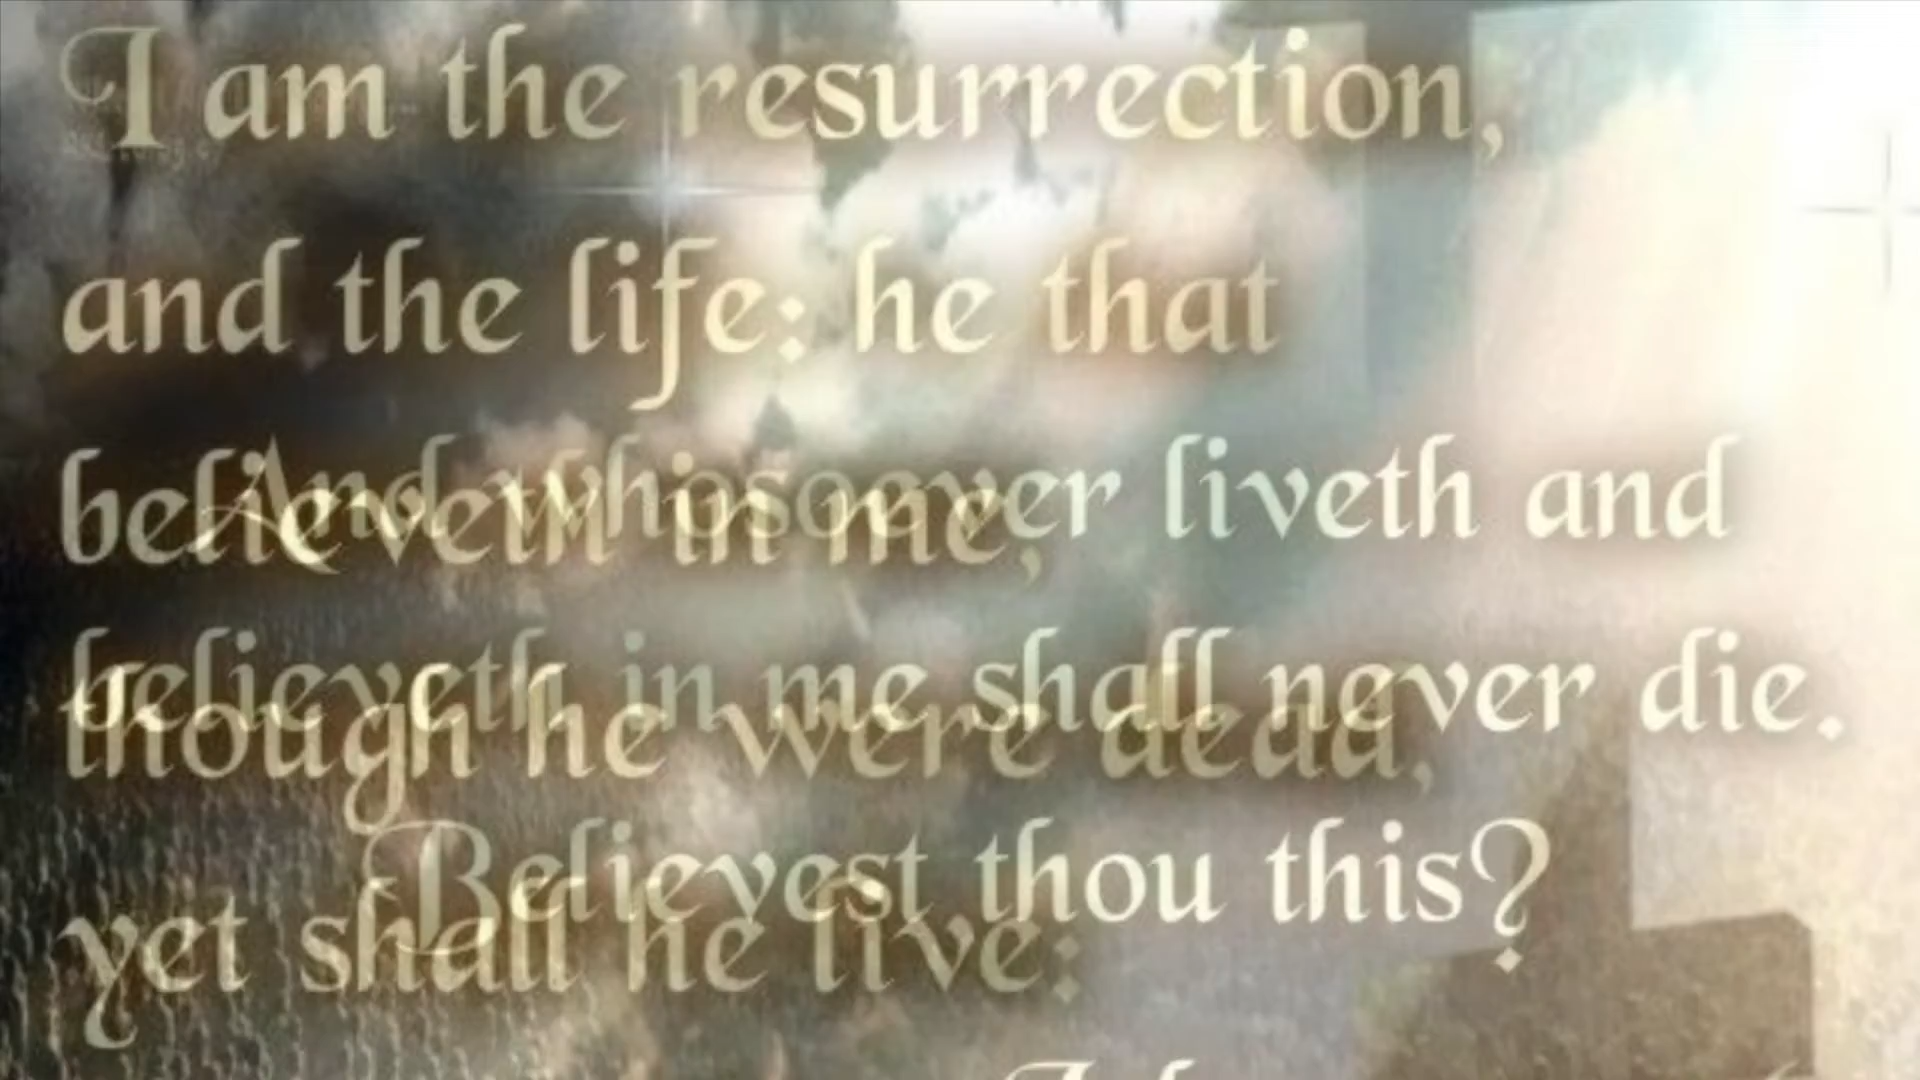 I am the resurrection,
and the life: he that
believeth in me,
though he were dead,
yet shall he live:
And whosoever liveth and
believeth in me shall never die.
Believest thou this?